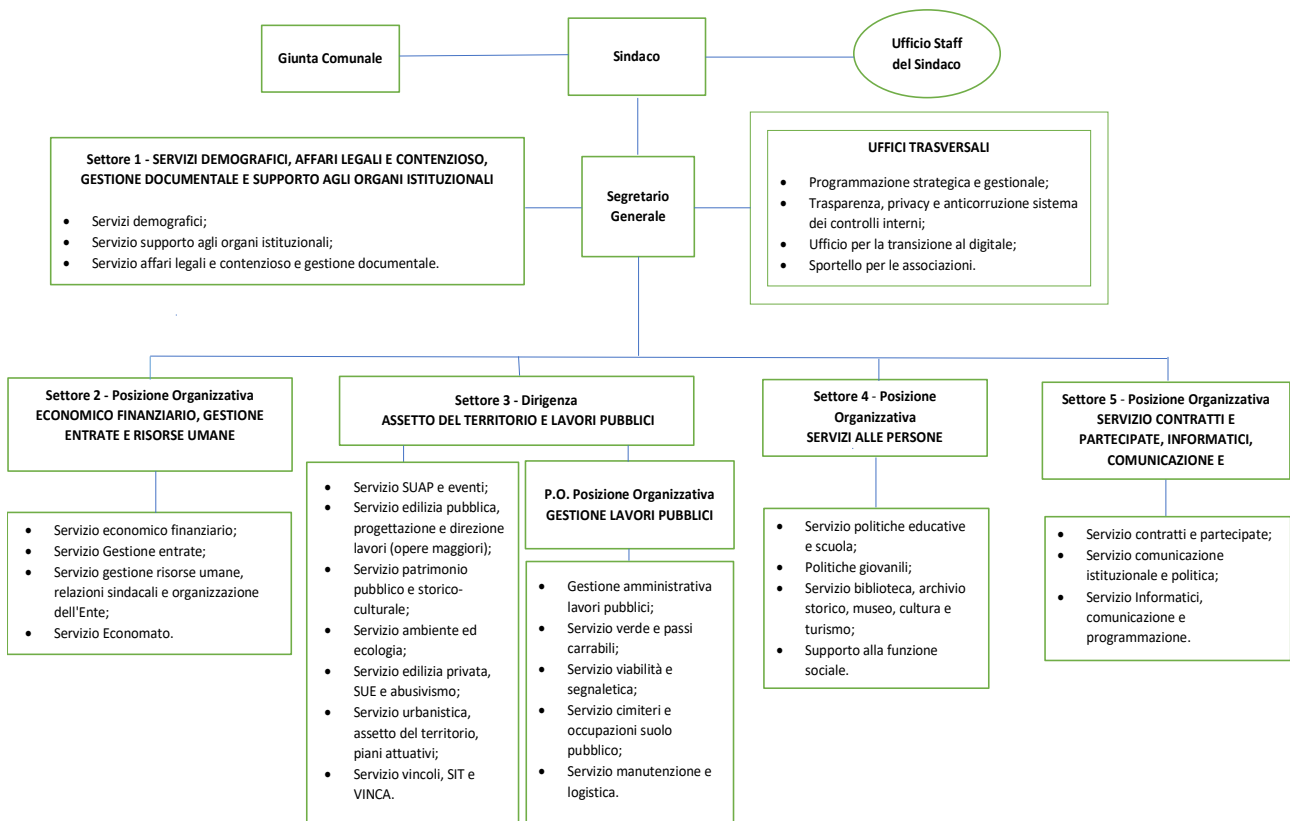 Giunta Comunale
Sindaco
Ufficio Staff
del Sindaco
Settore 1 - SERVIZI DEMOGRAFICI, AFFARI LEGALI E CONTENZIOSO,
GESTIONE DOCUMENTALE E SUPPORTO AGLI ORGANI ISTITUZIONALI
• Servizi demografici;
• Servizio supporto agli organi istituzionali;
• Servizio affari legali e contenzioso e gestione documentale.
Segretario
Generale
UFFICI TRASVERSALI
• Programmazione strategica e gestionale;
• Trasparenza, privacy e anticorruzione sistema
dei controlli interni;
• Ufficio per la transizione al digitale;
• Sportello per le associazioni.
Settore 2 - Posizione Organizzativa
ECONOMICO FINANZIARIO, GESTIONE
ENTRATE E RISORSE UMANE
• Servizio economico finanziario;
• Servizio Gestione entrate;
• Servizio gestione risorse umane,
relazioni sindacali e organizzazione
dell'Ente;
• Servizio Economato.
Settore 3 - Dirigenza
ASSETTO DEL TERRITORIO E LAVORI PUBBLICI
• Servizio SUAP e eventi;
• Servizio edilizia pubblica,
progettazione e direzione
lavori (opere maggiori);
• Servizio patrimonio
pubblico e storico-
culturale;
• Servizio ambiente ed
ecologia;
• Servizio edilizia privata,
SUE e abusivismo;
• Servizio urbanistica,
assetto del territorio,
piani attuativi;
• Servizio vincoli, SIT e
VINCA.
P.O. Posizione Organizzativa
GESTIONE LAVORI PUBBLICI
• Gestione amministrativa
lavori pubblici;
• Servizio verde e passi
carrabili;
• Servizio viabilità e
segnaletica;
• Servizio cimiteri e
occupazioni suolo
pubblico;
• Servizio manutenzione e
logistica.
Settore 4 - Posizione
Organizzativa
SERVIZI ALLE PERSONE
• Servizio politiche educative
e scuola;
• Politiche giovanili;
• Servizio biblioteca, archivio
storico, museo, cultura e
turismo;
• Supporto alla funzione
sociale.
Settore 5 - Posizione Organizzativa
SERVIZIO CONTRATTI E
PARTECIPATE, INFORMATICI,
COMUNICAZIONE E
• Servizio contratti e partecipate;
• Servizio comunicazione
istituzionale e politica;
• Servizio Informatici,
comunicazione e
programmazione.